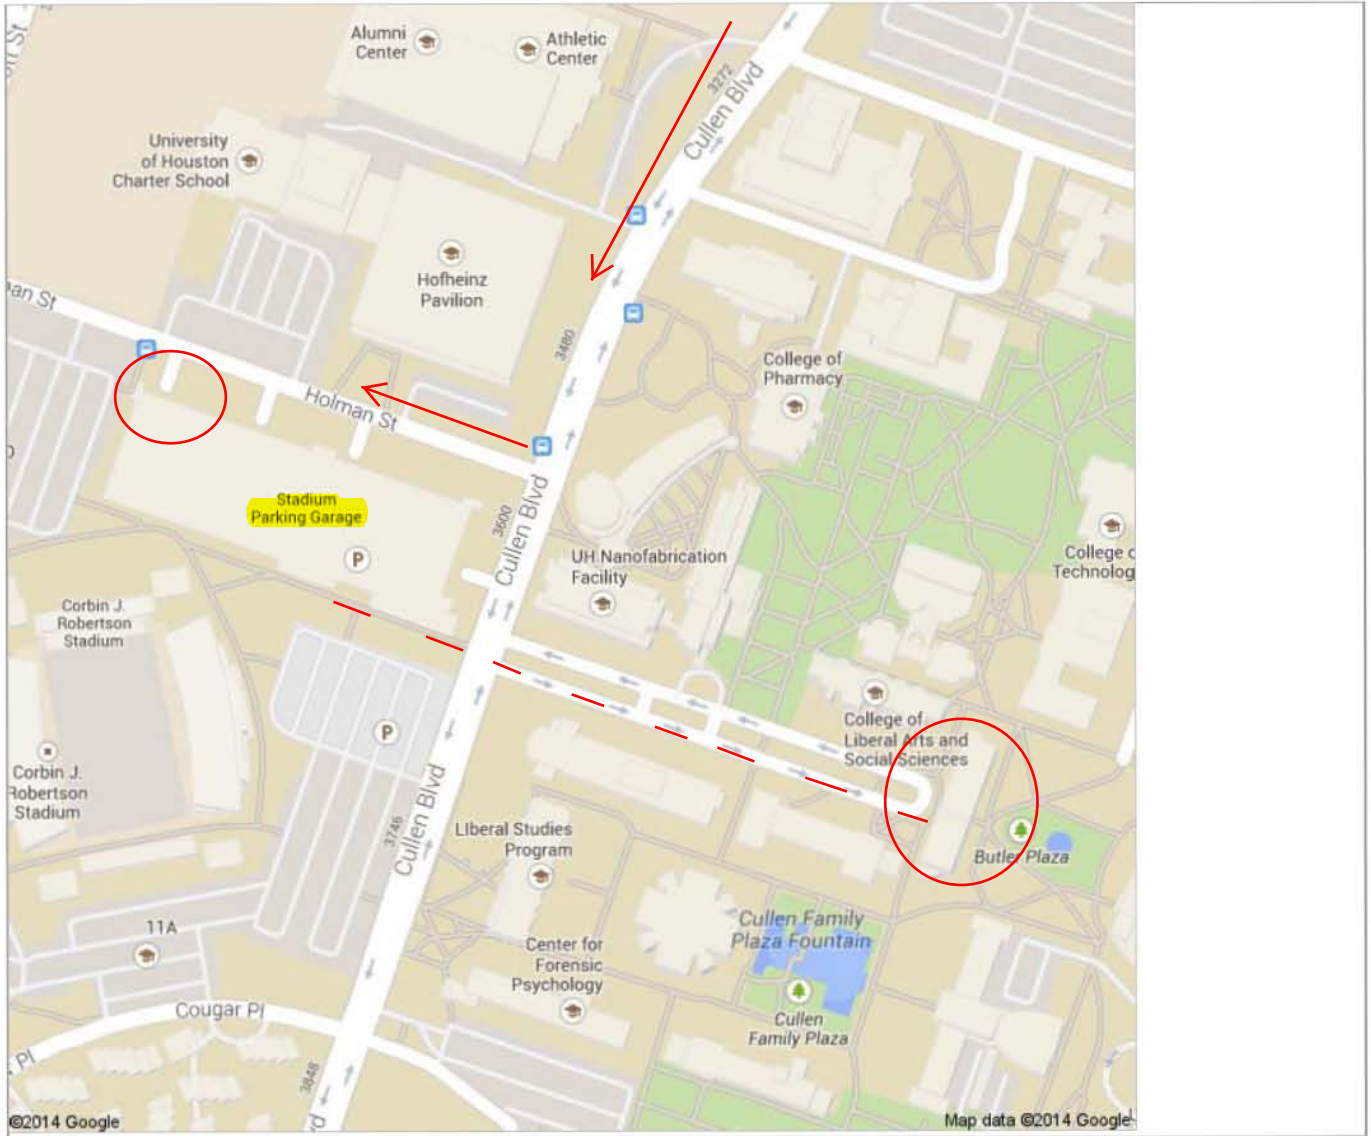 Alumni
Center
Athletic
Center
3272
Cullen Blvd
University
of Houston
Charter School
Hofheinz
Pavilion
an St
3480
College of
Pharmacy
Holman St
Stadium
Parking Garage
P
3600
Cullen Blvd
UH Nanofabrication
Facility
College o
Technolog
Corbin J.
Robertson
Stadium
P
College of
Liberal Arts and
Social Sciences
Corbin J.
Robertson
Stadium
3746
Cullen Blvd
Liberal Studies
Program
Butler Plaza
11A
Cullen Family
Plaza Fountain
Center for
Forensic
Psychology
Cougar Pl
Cullen
Family Plaza
Pl
3848
vd
©2014 Google
Map data ©2014 Google